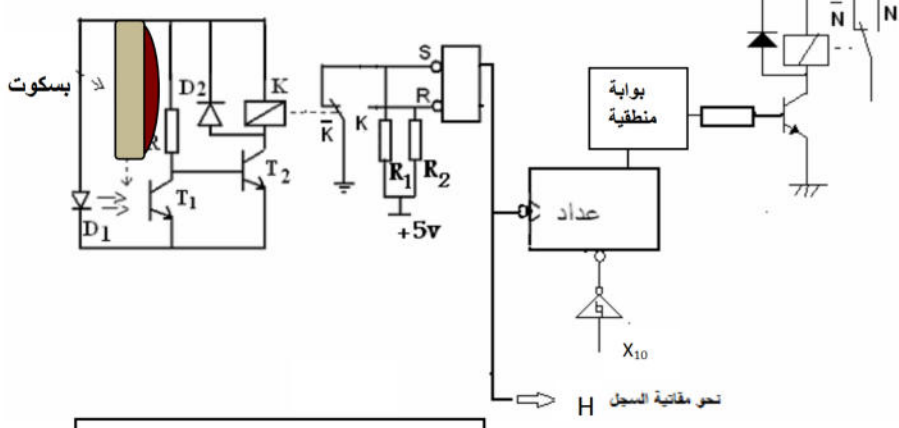 بسكوت
D2
K
R
T₁
T₂
D₁
K̅
K
S
R
R₁
R₂
+5v
N̅
N
بوابة
منطقية
عداد
X₁₀
H
نحو مقاتية السجل